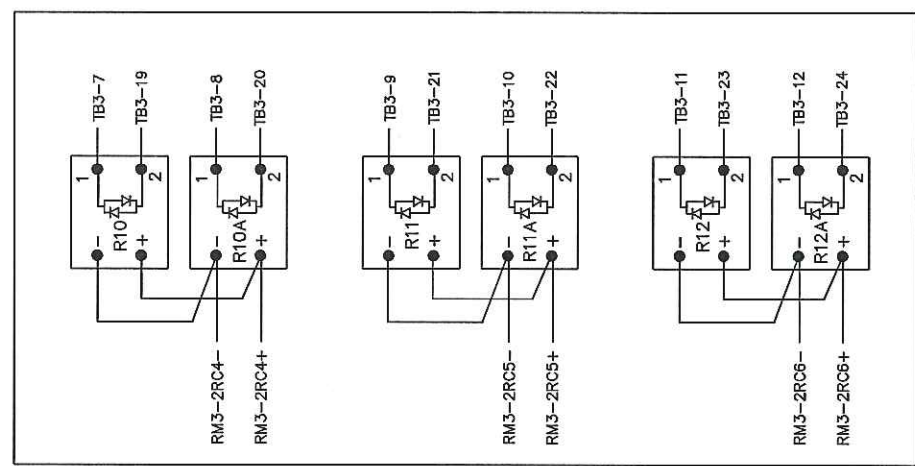 TB3-7
TB3-19
TB3-8
TB3-20
1
2
1
2
R10
R10A
-
+
-
+
RM3-2RC4-
RM3-2RC4+
TB3-9
TB3-21
TB3-10
TB3-22
1
2
1
2
R11
R11A
-
+
-
+
RM3-2RC5-
RM3-2RC5+
TB3-11
TB3-23
TB3-12
TB3-24
1
2
1
2
R12
R12A
-
+
-
+
RM3-2RC6-
RM3-2RC6+